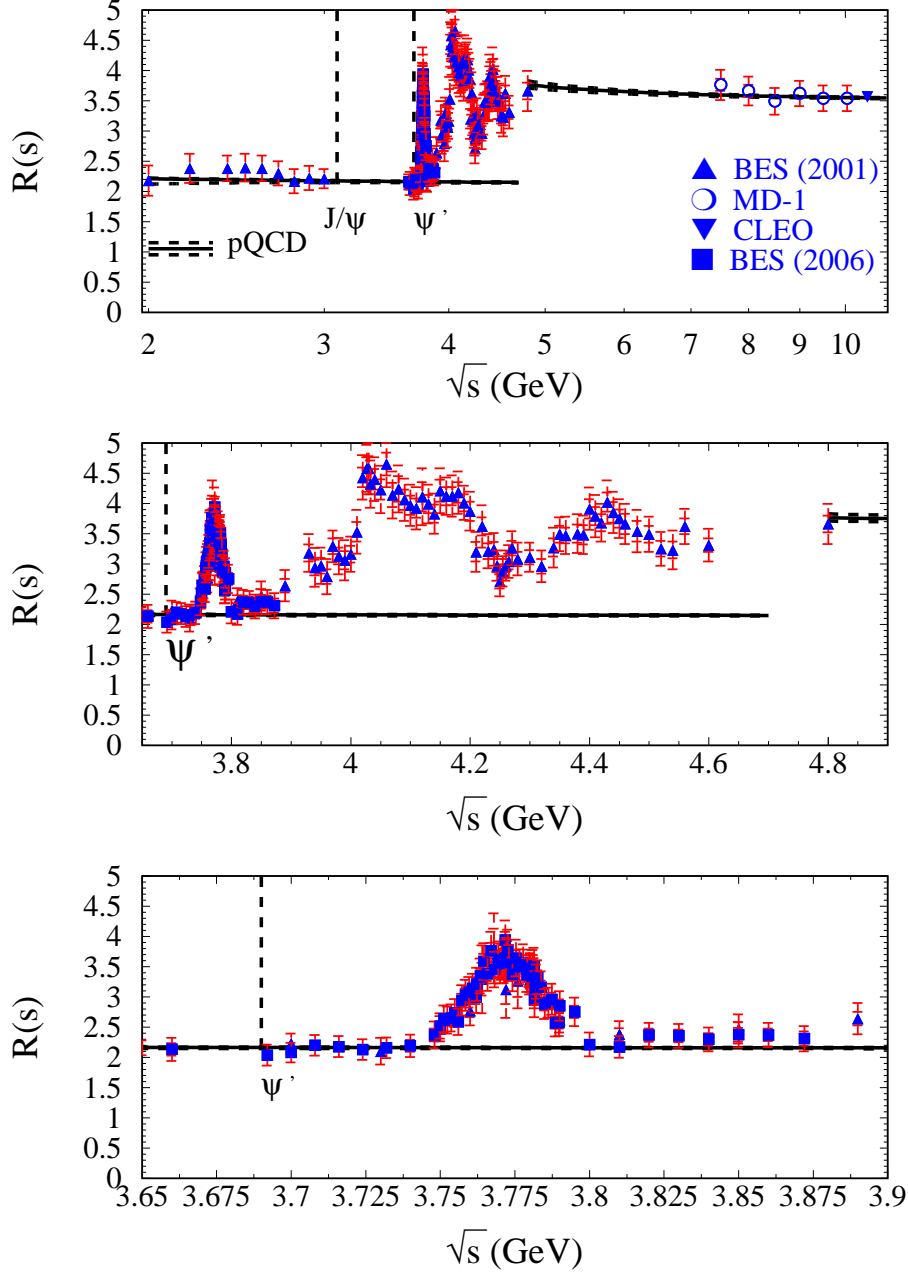 5
4.5
4
3.5
3
2.5
2
1.5
1
0.5
0
R(s)
J/ψ ψ ’
pQCD
BES (2001)
MD-1
CLEO
BES (2006)
2 3 4 5 6 7 8 9 10
√s (GeV)
5
4.5
4
3.5
3
2.5
2
1.5
1
0.5
0
R(s)
ψ ’
3.8 4 4.2 4.4 4.6 4.8
√s (GeV)
5
4.5
4
3.5
3
2.5
2
1.5
1
0.5
0
R(s)
ψ ’
3.65 3.675 3.7 3.725 3.75 3.775 3.8 3.825 3.85 3.875 3.9
√s (GeV)